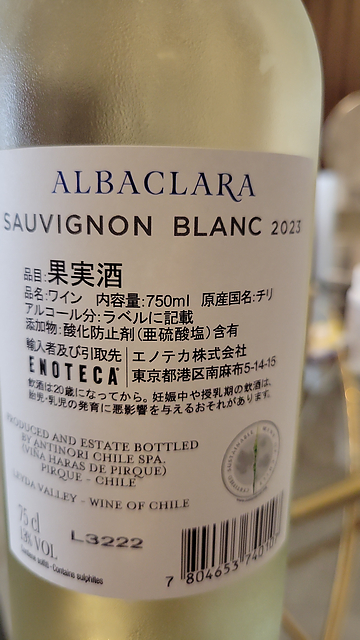 ALBACLARA
SAUVIGNON BLANC 2023
品目:果実酒
品名:ワイン 内容量:750ml 原産国名:チリ
アルコール分:ラベルに記載
添加物:酸化防止剤(亜硫酸塩)含有
輸入者及び引取先 エノテカ株式会社
ENOTECA 東京都港区南麻布5-14-15
飲酒は20歳になってから。妊娠中や授乳期の飲酒は、
胎児・乳児の発育に悪影響を与えるおそれがあります。
PRODUCED AND ESTATE BOTTLED
BY ANTINORI CHILE SPA.
(VIÑA HARAS DE PIRQUE)
PIRQUE - CHILE
LEYDA VALLEY - WINE OF CHILE
75 cl
VOL.
L3222
Contains sulphites
7 804653